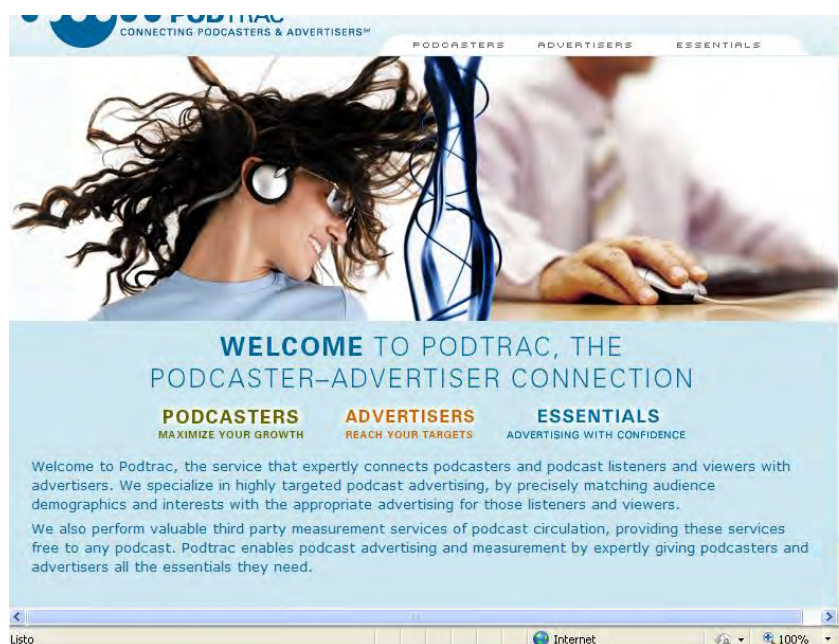 PODTRAC
CONNECTING PODCASTERS & ADVERTISERS℠
PODCASTERS ADVERTISERS ESSENTIALS
WELCOME TO PODTRAC, THE
PODCASTER–ADVERTISER CONNECTION
PODCASTERS ADVERTISERS ESSENTIALS
MAXIMIZE YOUR GROWTH REACH YOUR TARGETS ADVERTISING WITH CONFIDENCE
Welcome to Podtrac, the service that expertly connects podcasters and podcast listeners and viewers with
advertisers. We specialize in highly targeted podcast advertising, by precisely matching audience
demographics and interests with the appropriate advertising for those listeners and viewers.
We also perform valuable third party measurement services of podcast circulation, providing these services
free to any podcast. Podtrac enables podcast advertising and measurement by expertly giving podcasters and
advertisers all the essentials they need.
Listo Internet 100%